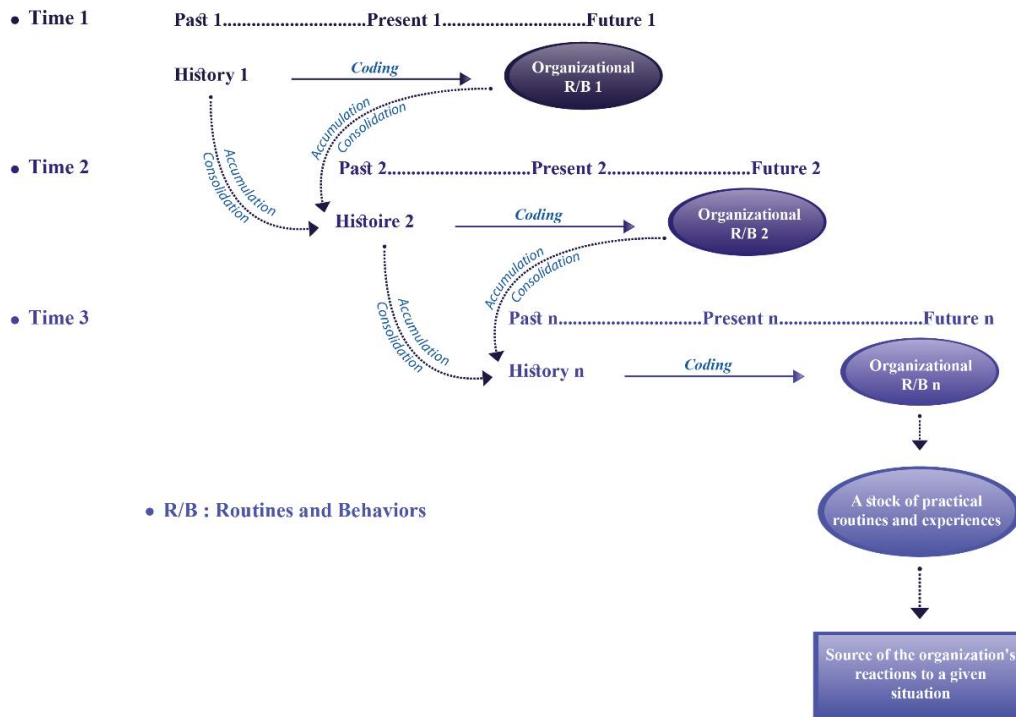 • Time 1
Past 1......................Present 1......................Future 1
History 1
Coding
Organizational
R/B 1
Accumulation
Consolidation
Accumulation
Consolidation
• Time 2
Past 2......................Present 2......................Future 2
Histoire 2
Coding
Organizational
R/B 2
Accumulation
Consolidation
Accumulation
Consolidation
• Time 3
Past n......................Present n......................Future n
History n
Coding
Organizational
R/B n
• R/B : Routines and Behaviors
A stock of practical
routines and experiences
Source of the organization's
reactions to a given
situation